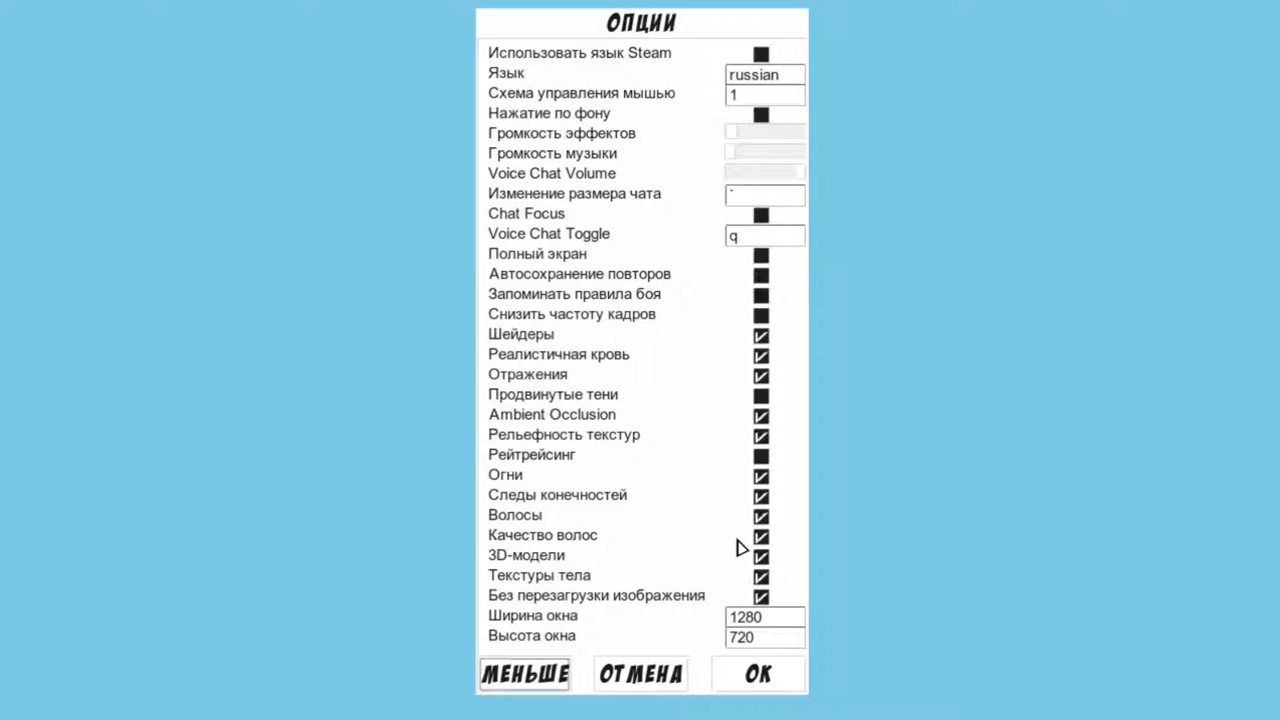 ОПЦИИ
Использовать язык Steam
Язык russian
Схема управления мышью 1
Нажатие по фону
Громкость эффектов
Громкость музыки
Voice Chat Volume
Изменение размера чата `
Chat Focus
Voice Chat Toggle q
Полный экран
Автосохранение повторов
Запоминать правила боя
Снизить частоту кадров
Шейдеры
Реалистичная кровь
Отражения
Продвинутые тени
Ambient Occlusion
Рельефность текстур
Рейтрейсинг
Огни
Следы конечностей
Волосы
Качество волос
3D-модели
Текстуры тела
Без перезагрузки изображения
Ширина окна 1280
Высота окна 720
МЕНЬШЕ ОТМЕНА ОК